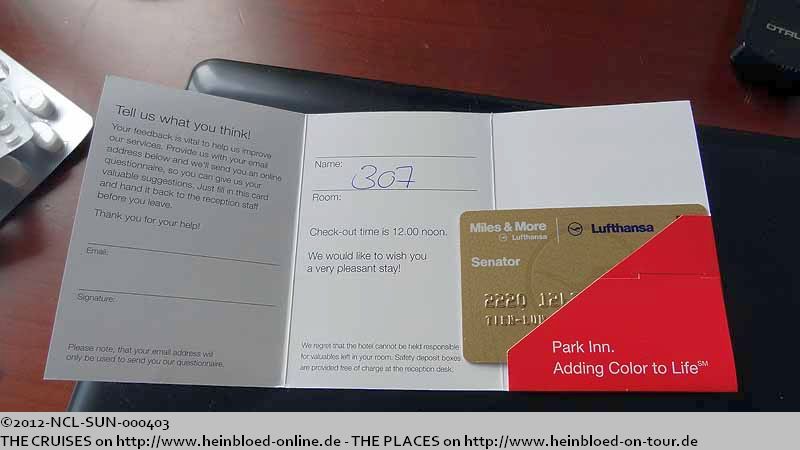 Tell us what you think!
Your feedback is vital to help us improve
our services. Provide us with your email
address below and we'll send you an online
questionnaire, so you can give us your
valuable suggestions. Just fill in this card
and hand it back to the reception staff
before you leave.
Thank you for your help!
Email:
Signature:
Please note, that your email address will
only be used to send you our questionnaire.
Name:
307
Room:
Check-out time is 12.00 noon.
We would like to wish you
a very pleasant stay!
We regret that the hotel cannot be held responsible
for valuables left in your room. Safety deposit boxes
are provided free of charge at the reception desk.
Miles & More
Lufthansa
Lufthansa
Senator
2220
Park Inn.
Adding Color to Life℠
©2012-NCL-SUN-000403
THE CRUISES on http://www.heinbloed-online.de - THE PLACES on http://www.heinbloed-on-tour.de